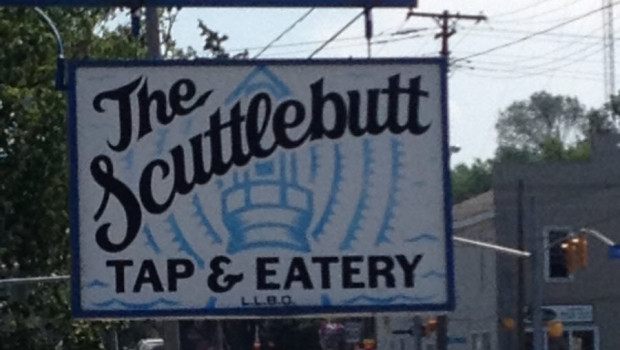 The
Scuttlebutt
TAP & EATERY
L.L.B.O.